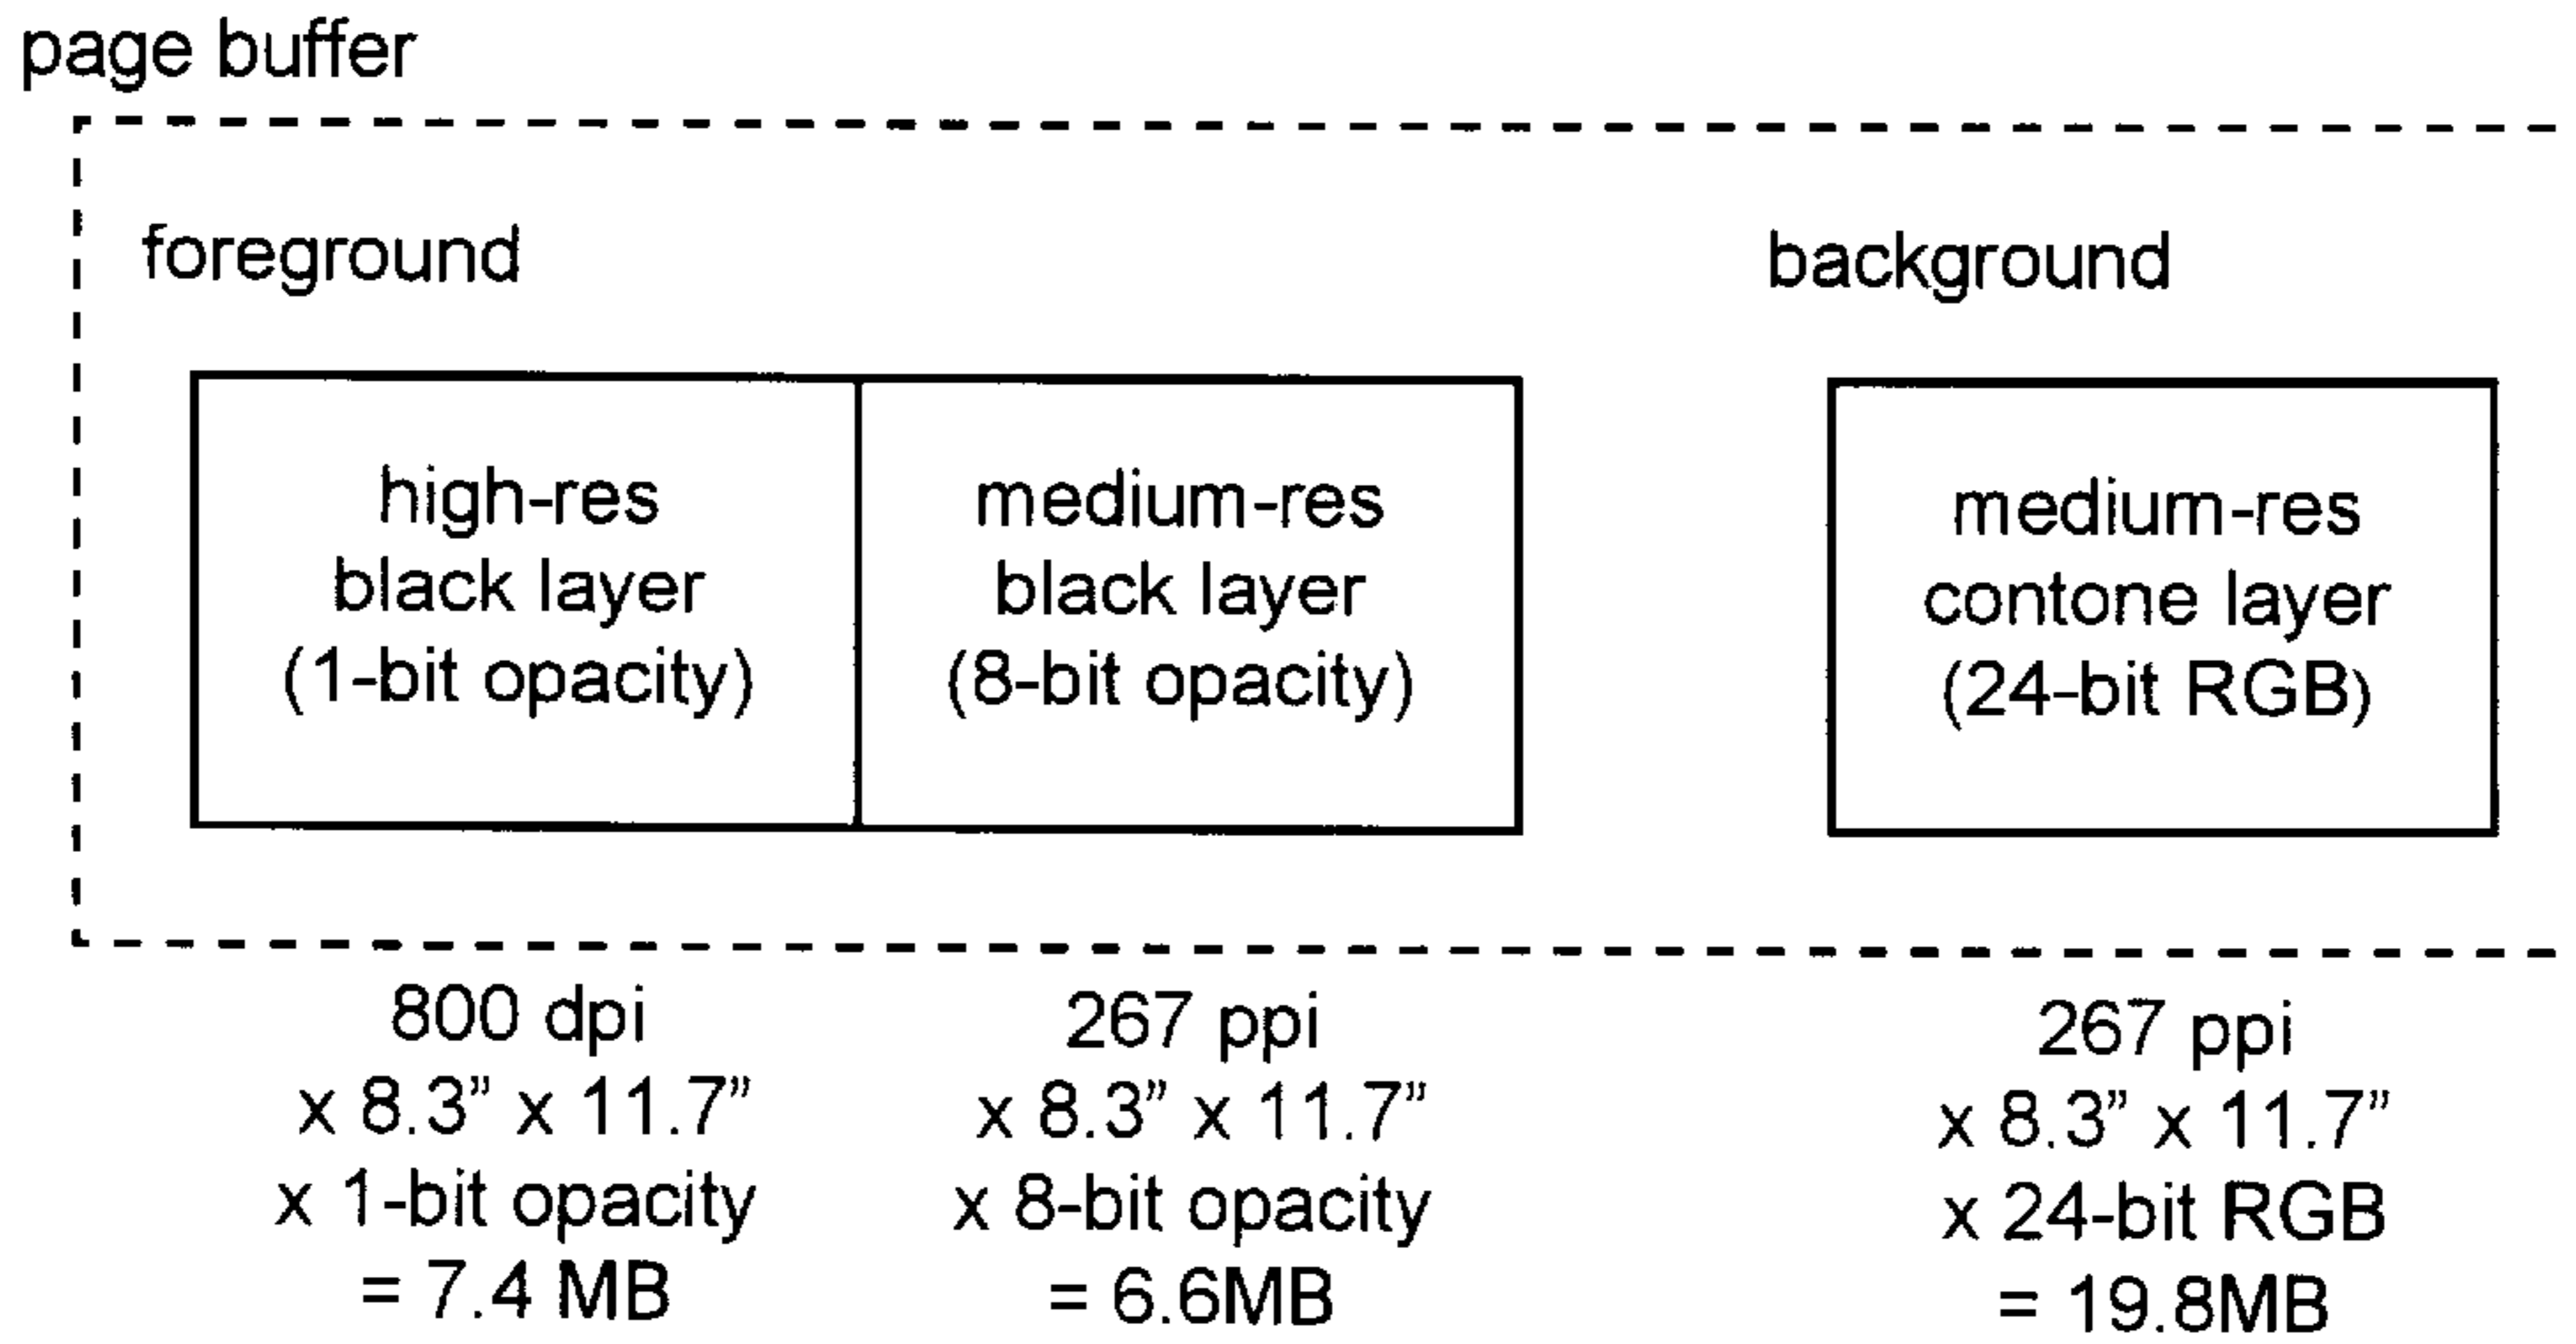 page buffer
foreground
background
high-res
black layer
(1-bit opacity)
medium-res
black layer
(8-bit opacity)
medium-res
contone layer
(24-bit RGB)
800 dpi
x 8.3” x 11.7”
x 1-bit opacity
= 7.4 MB
267 ppi
x 8.3” x 11.7”
x 8-bit opacity
= 6.6MB
267 ppi
x 8.3” x 11.7”
x 24-bit RGB
= 19.8MB